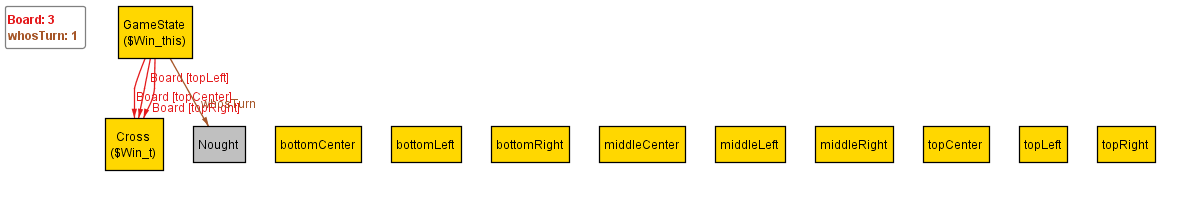 Board: 3
whosTurn: 1
GameState
($Win_this)
Board [topLeft]
Board [topCenter]
whosTurn
Board [topRight]
Cross
($Win_t)
Nought
bottomCenter
bottomLeft
bottomRight
middleCenter
middleLeft
middleRight
topCenter
topLeft
topRight